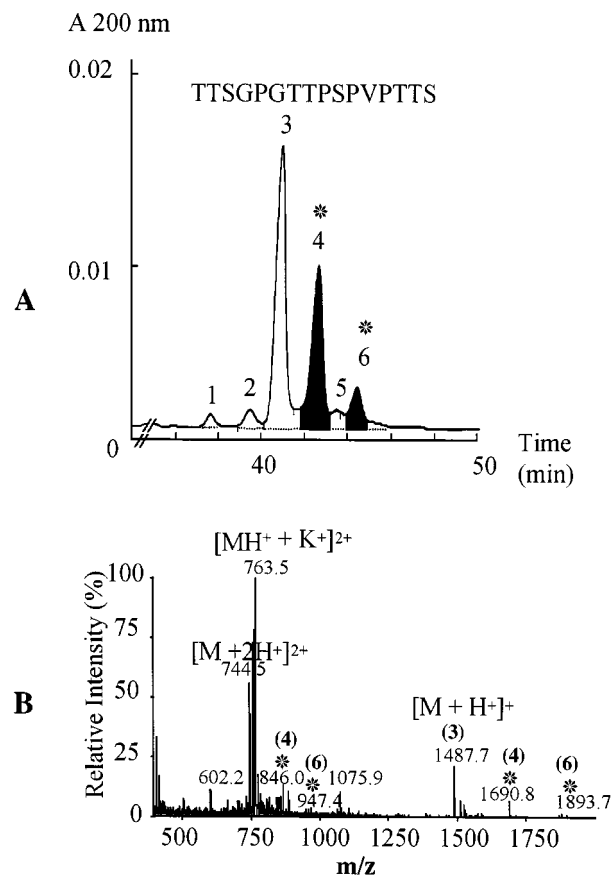 A 200 nm
0.02
TTSGPGTTPSPVPTTS
3
✲
4
0.01
✲
6
A
1 2 5
0
40 50 Time
(min)
[MH⁺ + K⁺]²⁺
100 763.5
75
[M +2H⁺]²⁺
744.5
B
Relative Intensity (%)
50
[M + H⁺]⁺
(3) (4) (6)
25 (4) (6) 1487.7 ✲ ✲
602.2 ✲ 846.0 ✲ 1075.9 1690.8 1893.7
947.4
0
500 750 1000 1250 1500 1750
m/z